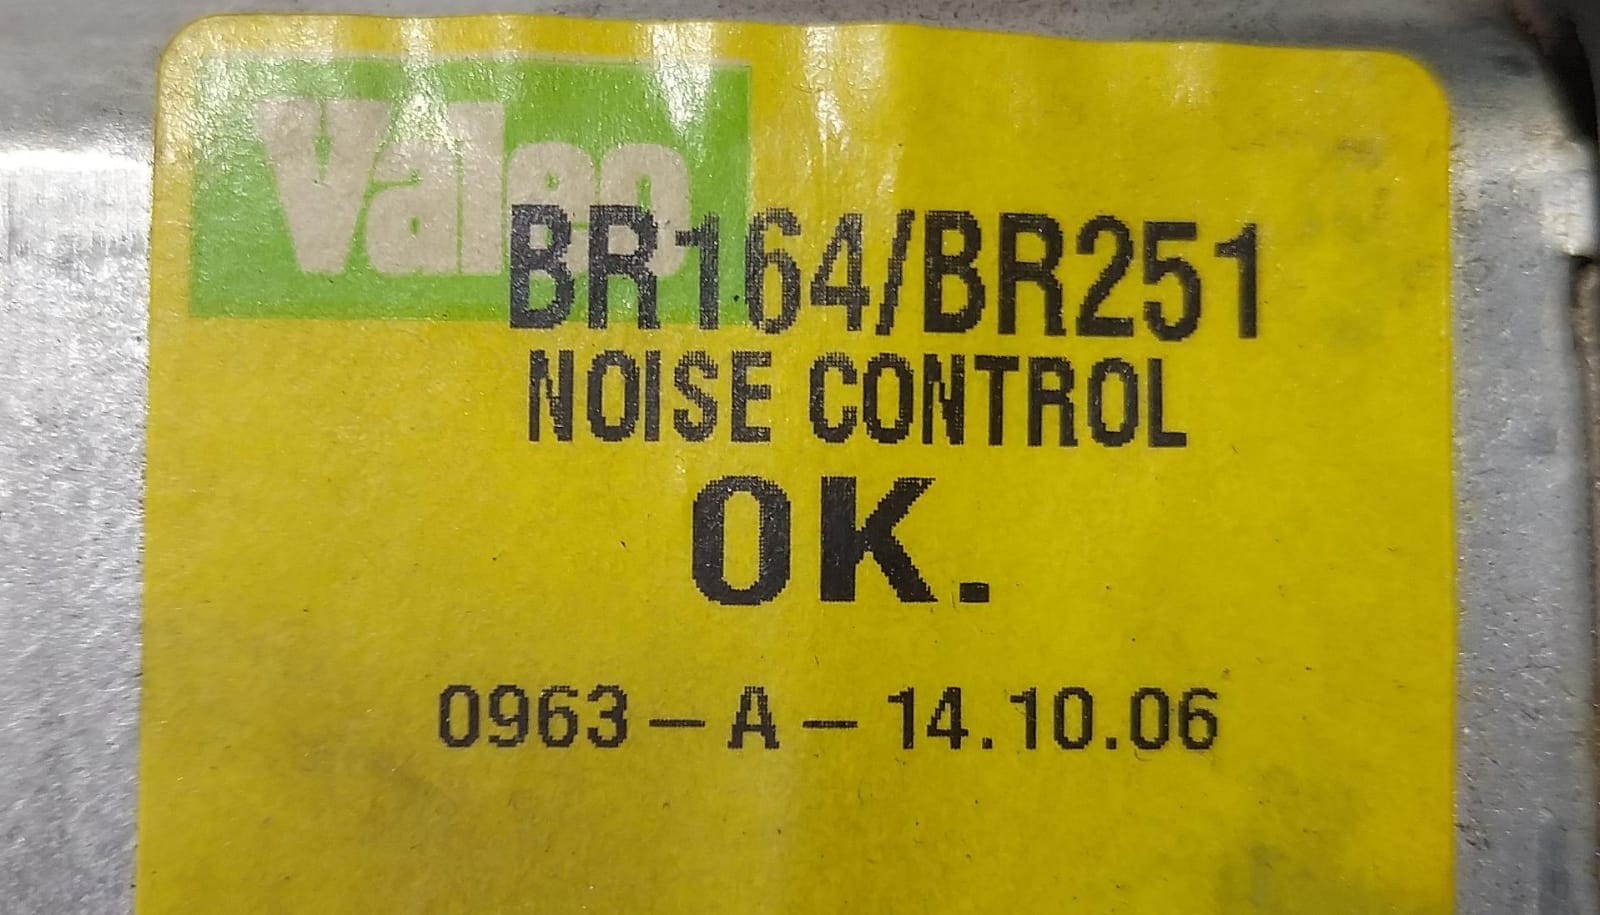 Valeo
BR164/BR251
NOISE CONTROL
OK.
0963-A-14.10.06